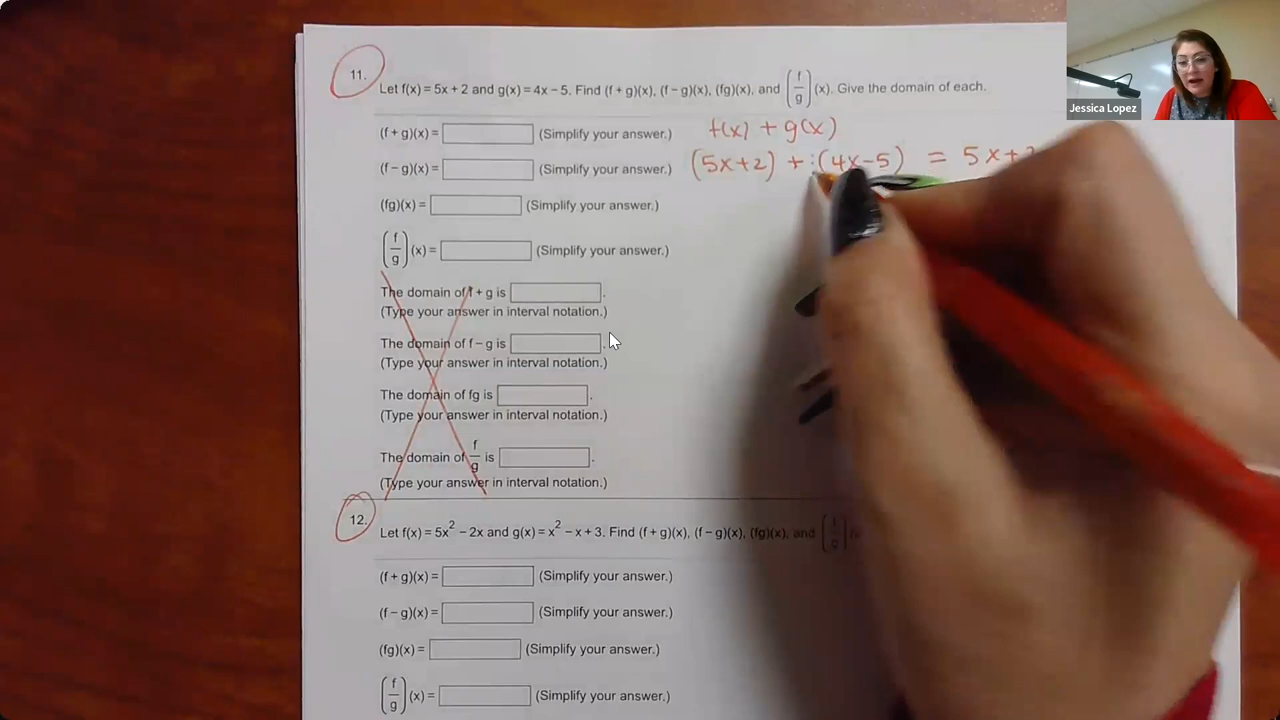 Jessica Lopez
11.
Let f(x) = 5x + 2 and g(x) = 4x − 5. Find (f + g)(x), (f − g)(x), (fg)(x), and (f/g)(x). Give the domain of each.
f(x) + g(x)
(f + g)(x) = (Simplify your answer.)
(5x+2) + (4x-5) = 5x+
(f − g)(x) = (Simplify your answer.)
(fg)(x) = (Simplify your answer.)
(f/g)(x) = (Simplify your answer.)
The domain of f + g is .
(Type your answer in interval notation.)
The domain of f − g is .
(Type your answer in interval notation.)
The domain of fg is .
(Type your answer in interval notation.)
The domain of f/g is .
(Type your answer in interval notation.)
12.
Let f(x) = 5x² − 2x and g(x) = x² − x + 3. Find (f + g)(x), (f − g)(x), (fg)(x), and (f/g)
(f + g)(x) = (Simplify your answer.)
(f − g)(x) = (Simplify your answer.)
(fg)(x) = (Simplify your answer.)
(f/g)(x) = (Simplify your answer.)